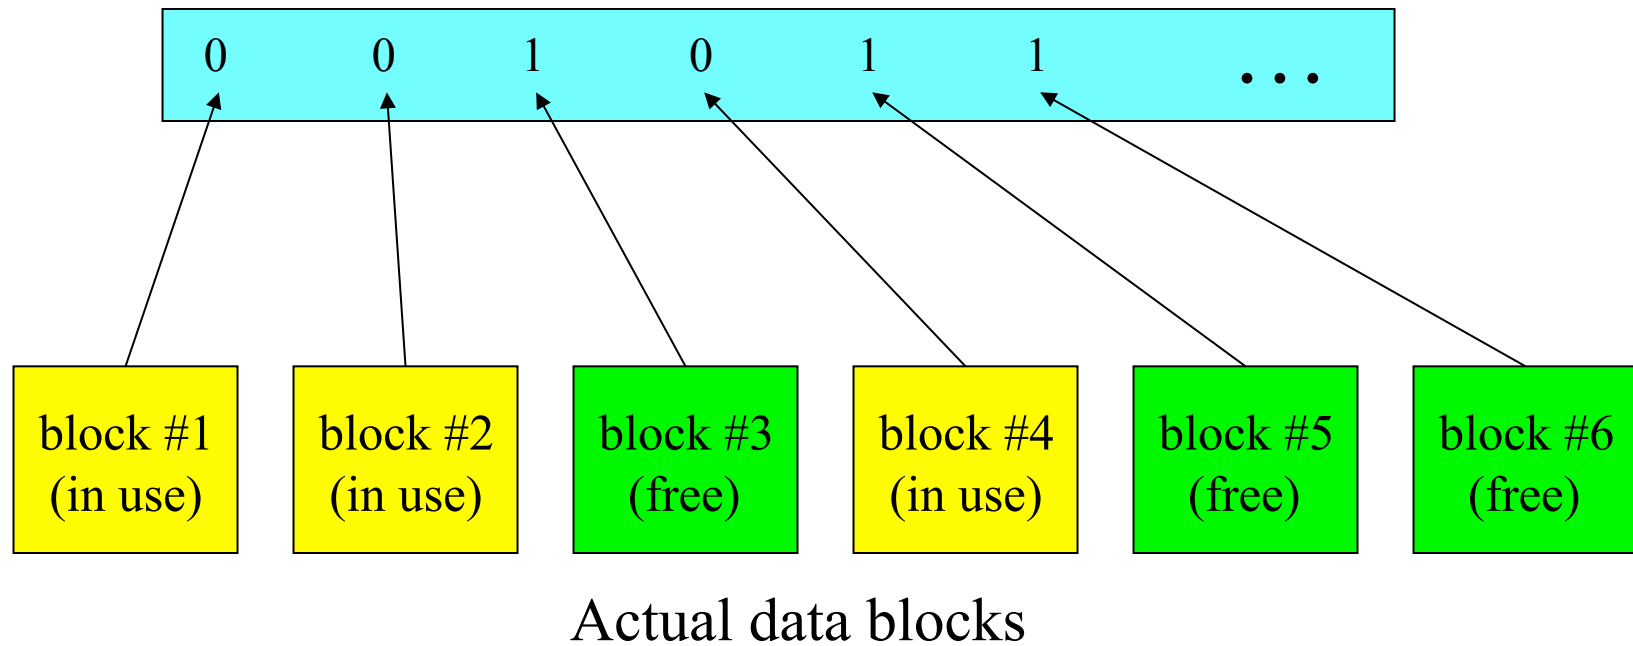 0 0 1 0 1 1 ...
block #1 block #2 block #3 block #4 block #5 block #6
(in use) (in use) (free) (in use) (free) (free)
Actual data blocks